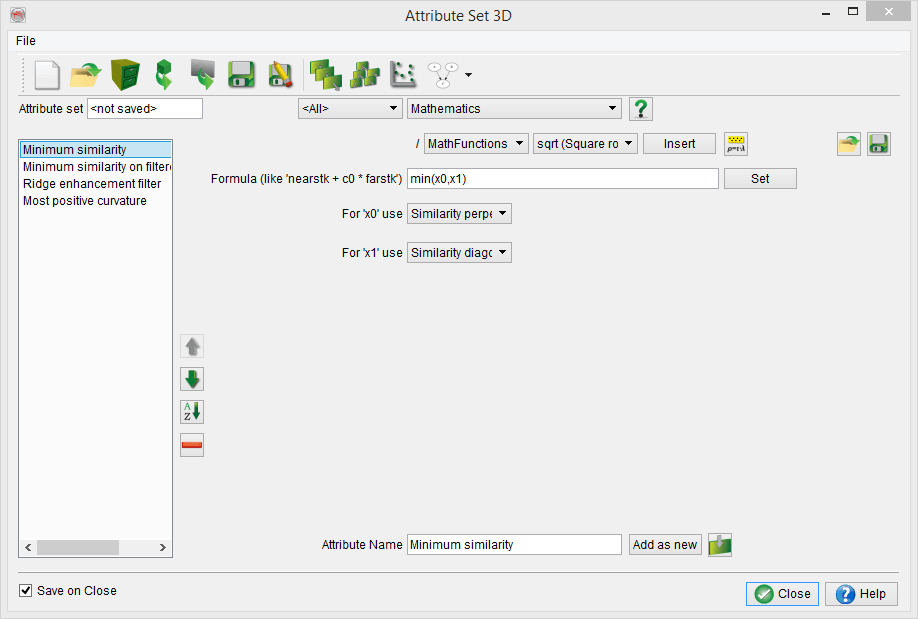 Attribute Set 3D
File
Attribute set <not saved> <All> Mathematics ?
/ MathFunctions sqrt (Square ro Insert
Minimum similarity
Minimum similarity on filter
Ridge enhancement filter
Most positive curvature
Formula (like 'nearstk + c0 * farstk') min(x0,x1) Set
For 'x0' use Similarity perpe
For 'x1' use Similarity diago
A
Z
Attribute Name Minimum similarity Add as new
Save on Close
Close ? Help